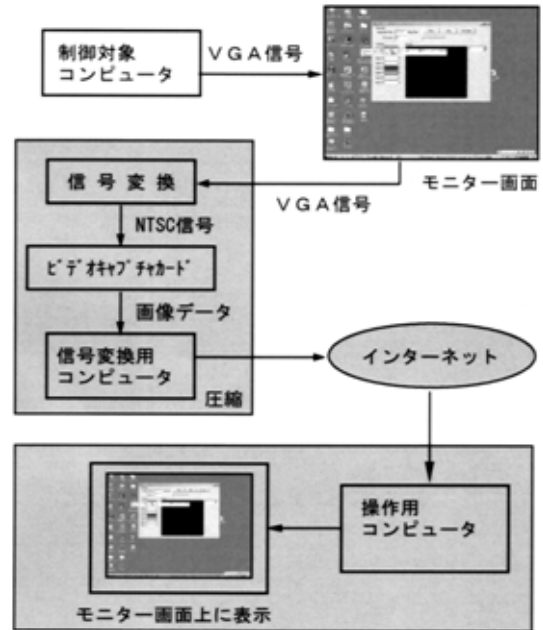 制御対象
コンピュータ
ＶＧＡ信号
モニター画面
ＶＧＡ信号
信 号 変 換
NTSC信号
ﾋﾞﾃﾞｵｷｬﾌﾟﾁｬｶｰﾄﾞ
画像データ
信号変換用
コンピュータ
圧縮
インターネット
操作用
コンピュータ
モニター画面上に表示